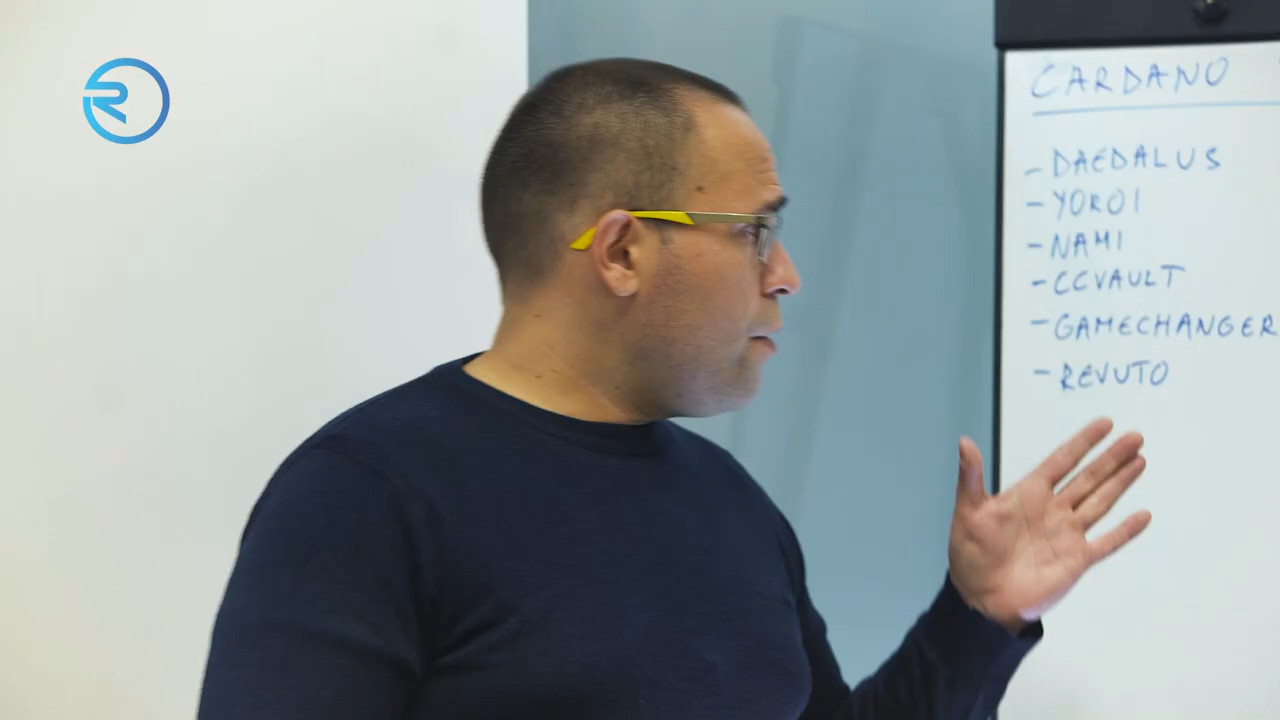 R
CARDANO
- DAEDALUS
- YOROI
- NAMI
- CCVAULT
- GAMECHANGER
- REVUTO